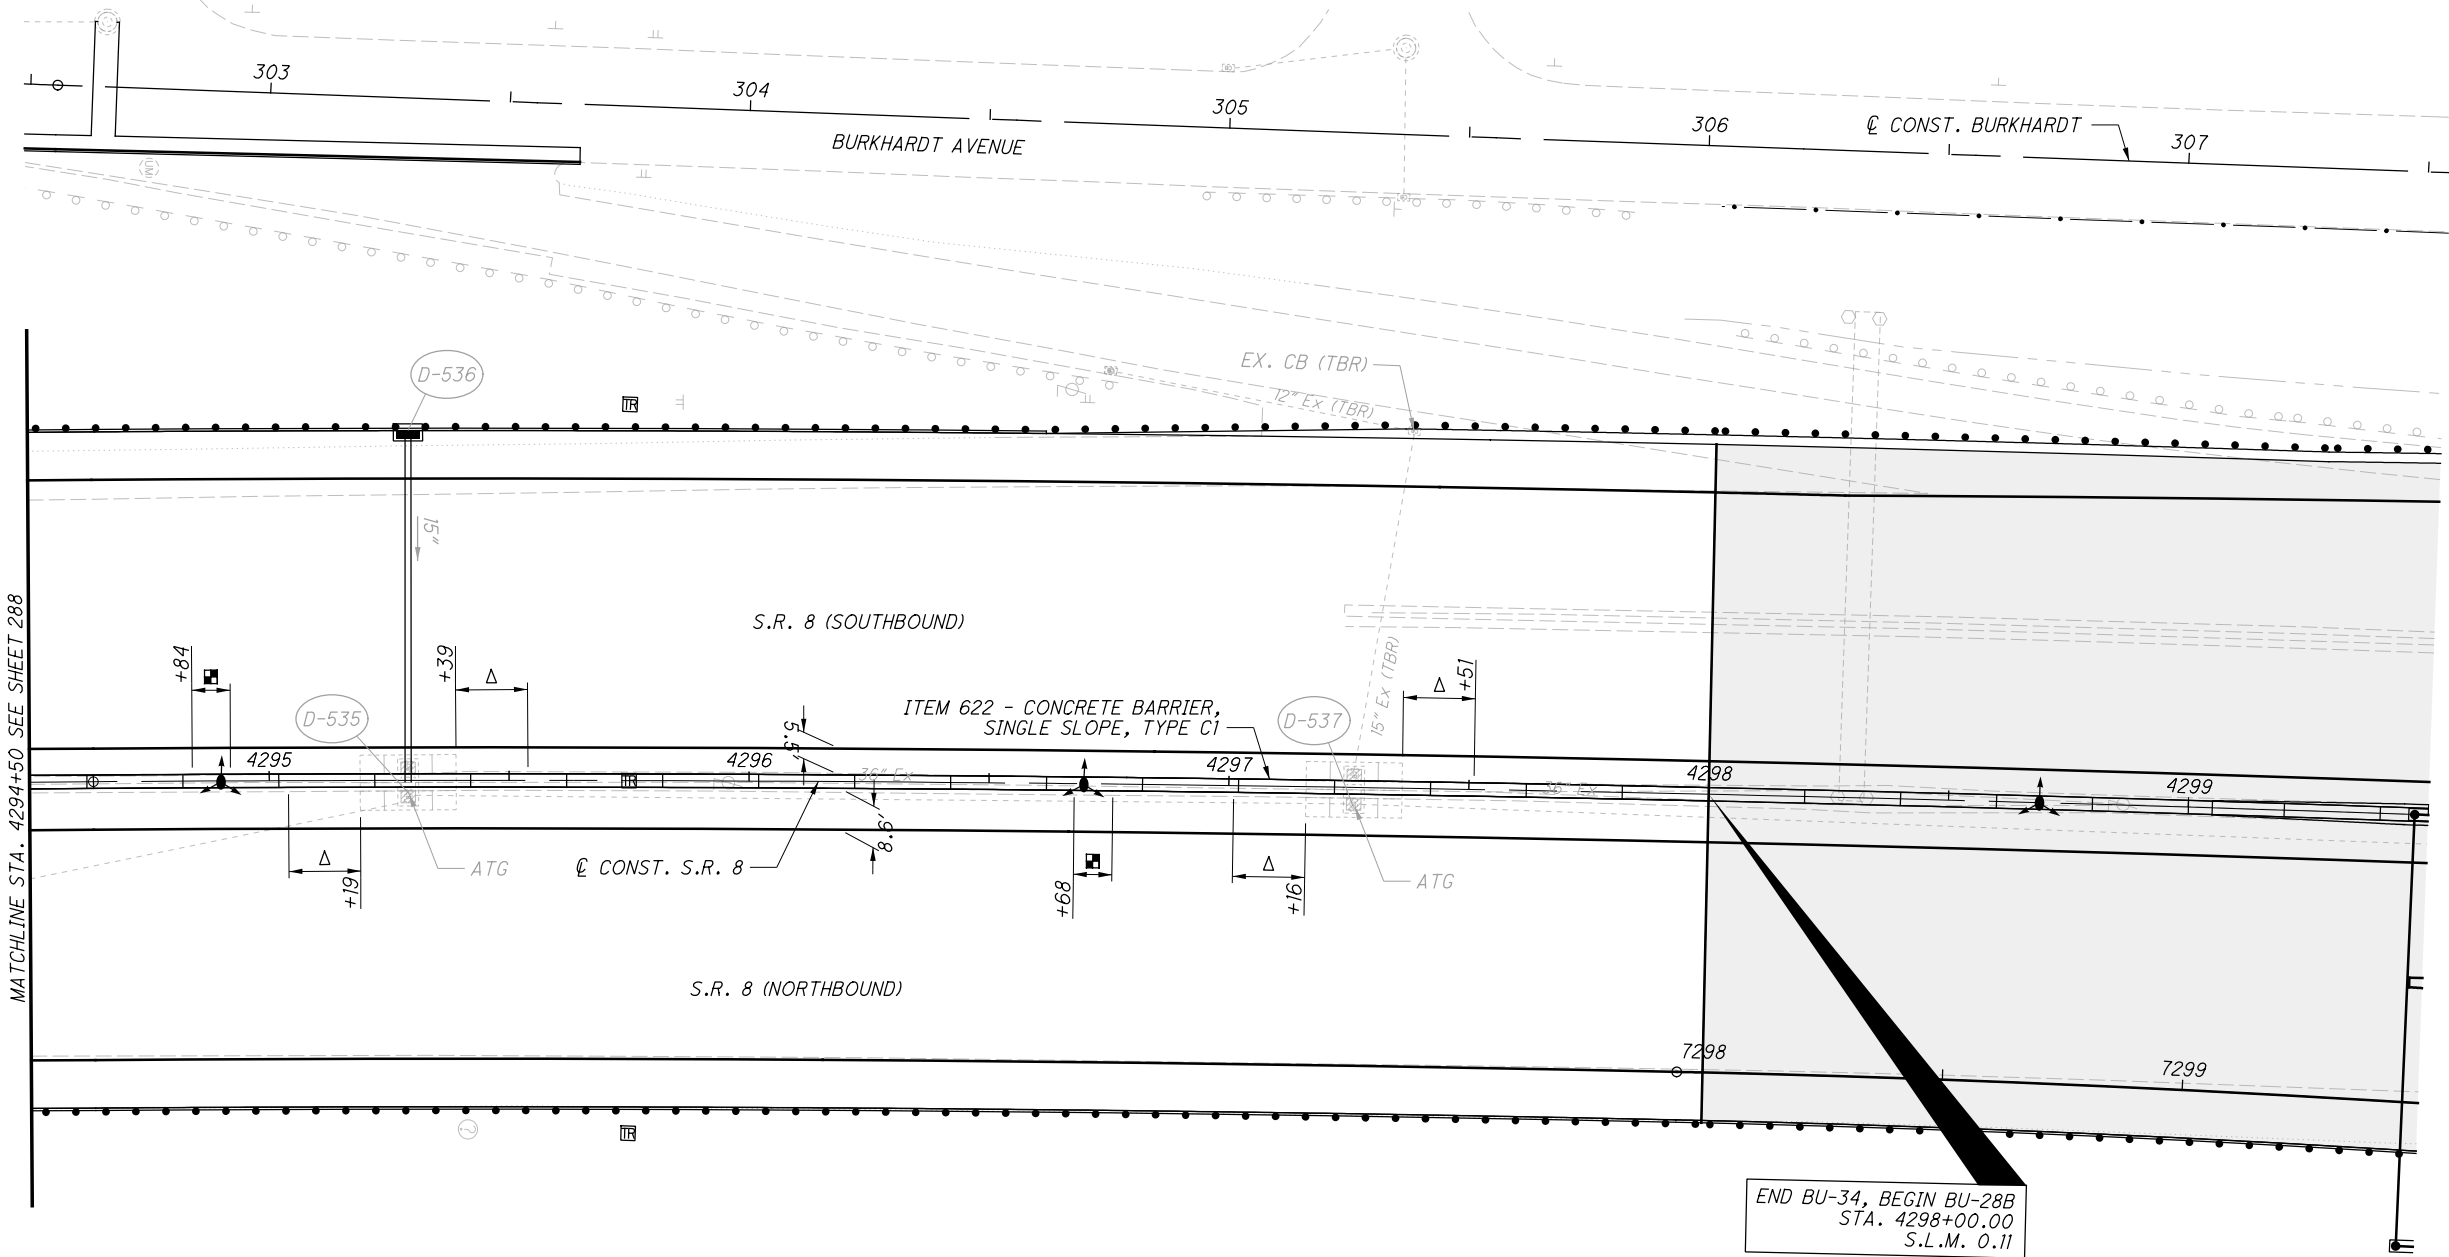 303
304
305
306
307
BURKHARDT AVENUE
℄ CONST. BURKHARDT
UM
D-536
TR
EX. CB (TBR)
12" Ex (TBR)
15"
MATCHLINE STA. 4294+50 SEE SHEET 288
S.R. 8 (SOUTHBOUND)
+84
+39
Δ
D-535
ITEM 622 - CONCRETE BARRIER,
SINGLE SLOPE, TYPE C1
D-537
15" Ex (TBR)
Δ
+51
5.5'
4295
4296
4297
4298
4299
36" Ex
TR
36" Ex
8.6'
Δ
+19
ATG
℄ CONST. S.R. 8
+68
Δ
+16
ATG
S.R. 8 (NORTHBOUND)
7298
7299
TR
END BU-34, BEGIN BU-28B
STA. 4298+00.00
S.L.M. 0.11